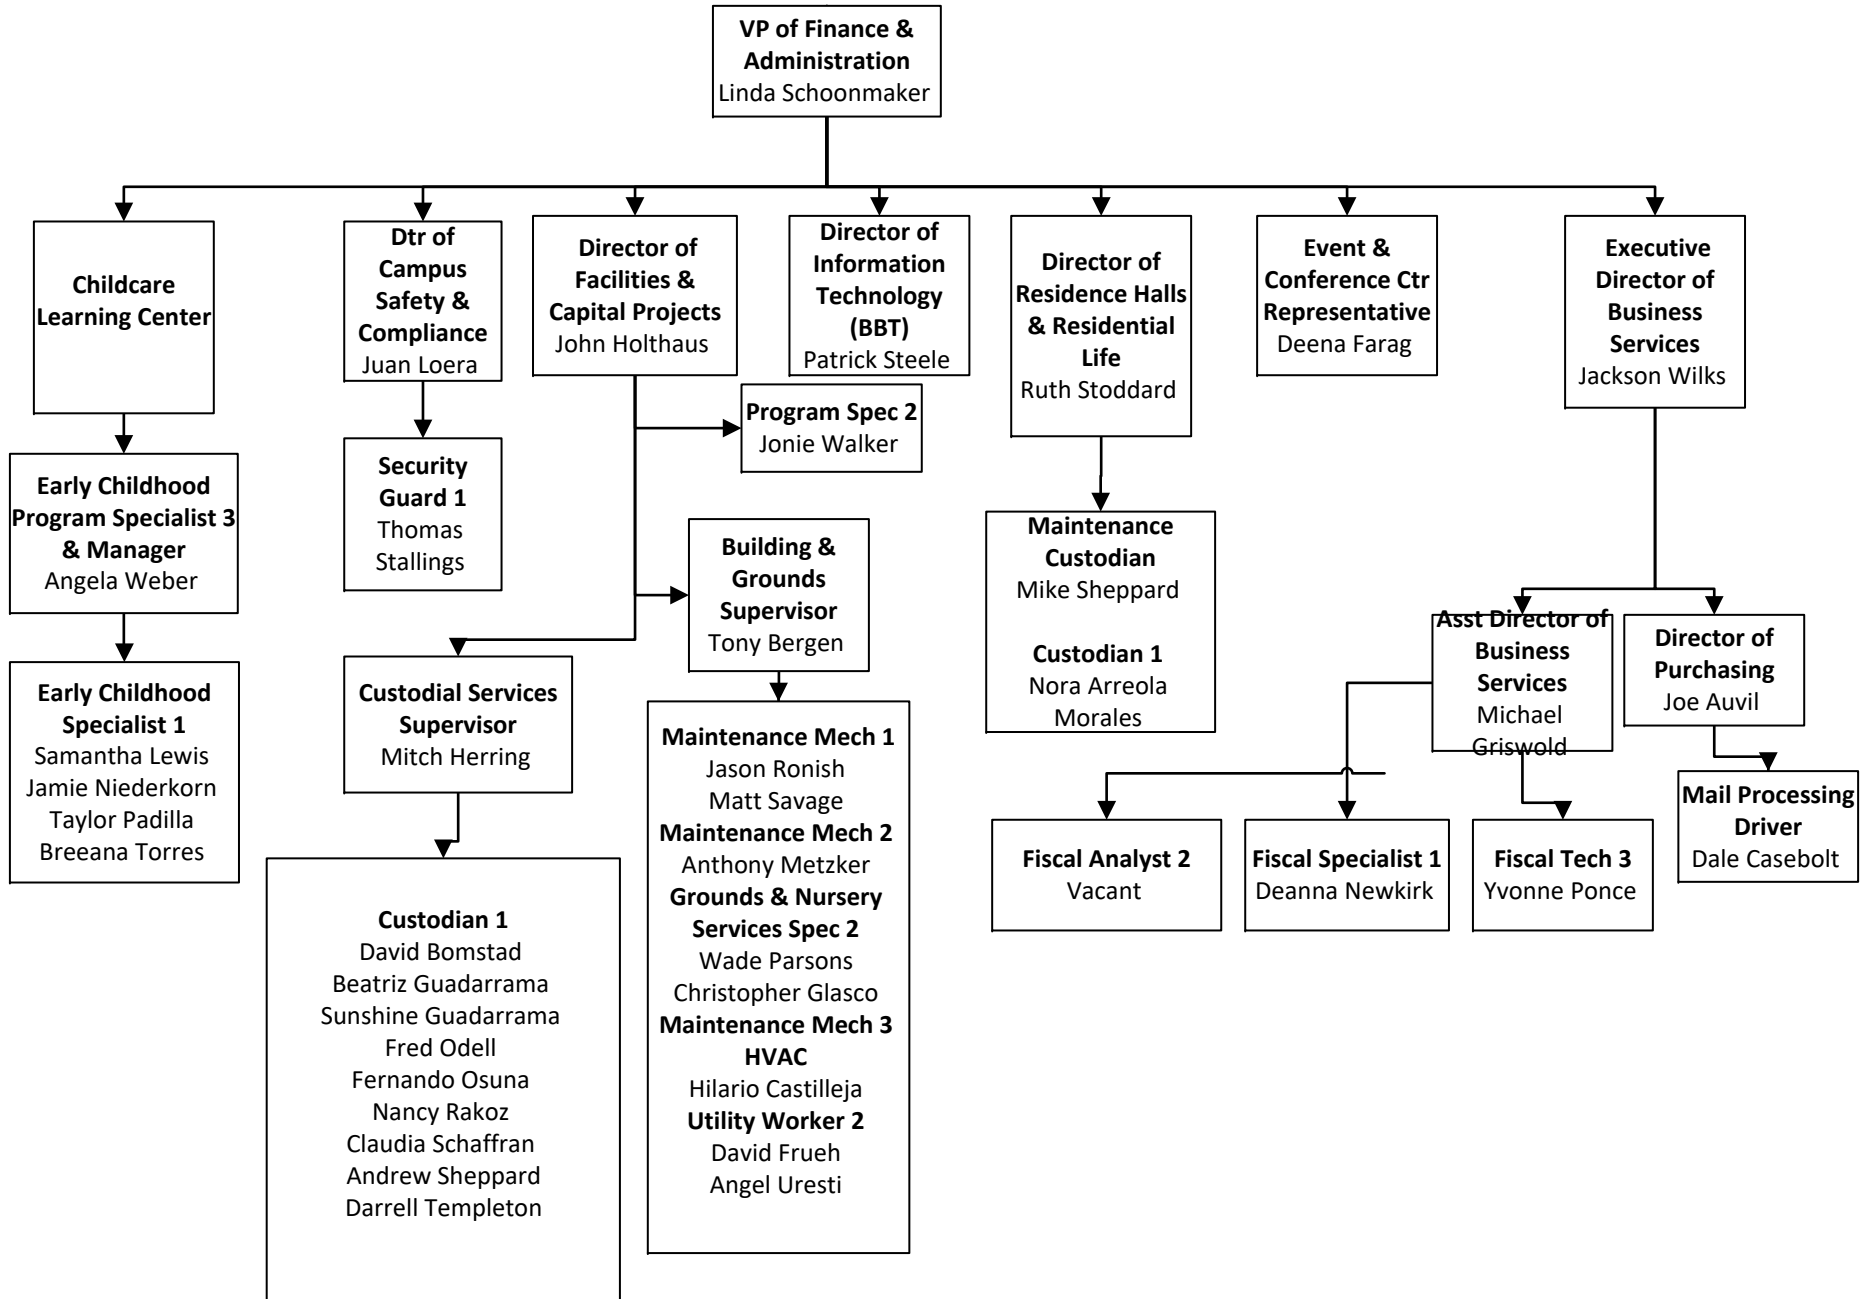 VP of Finance &
Administration
Linda Schoonmaker
Childcare
Learning Center
Dtr of
Campus
Safety &
Compliance
Juan Loera
Director of
Facilities &
Capital Projects
John Holthaus
Director of
Information
Technology
(BBT)
Patrick Steele
Director of
Residence Halls
& Residential
Life
Ruth Stoddard
Event &
Conference Ctr
Representative
Deena Farag
Executive
Director of
Business
Services
Jackson Wilks
Program Spec 2
Jonie Walker
Early Childhood
Program Specialist 3
& Manager
Angela Weber
Security
Guard 1
Thomas
Stallings
Building &
Grounds
Supervisor
Tony Bergen
Maintenance
Custodian
Mike Sheppard
Custodian 1
Nora Arreola
Morales
Asst Director of
Business
Services
Michael
Griswold
Director of
Purchasing
Joe Auvil
Early Childhood
Specialist 1
Samantha Lewis
Jamie Niederkorn
Taylor Padilla
Breeana Torres
Custodial Services
Supervisor
Mitch Herring
Maintenance Mech 1
Jason Ronish
Matt Savage
Maintenance Mech 2
Anthony Metzker
Grounds & Nursery
Services Spec 2
Wade Parsons
Christopher Glasco
Maintenance Mech 3
HVAC
Hilario Castilleja
Utility Worker 2
David Frueh
Angel Uresti
Mail Processing
Driver
Dale Casebolt
Fiscal Analyst 2
Vacant
Fiscal Specialist 1
Deanna Newkirk
Fiscal Tech 3
Yvonne Ponce
Custodian 1
David Bomstad
Beatriz Guadarrama
Sunshine Guadarrama
Fred Odell
Fernando Osuna
Nancy Rakoz
Claudia Schaffran
Andrew Sheppard
Darrell Templeton